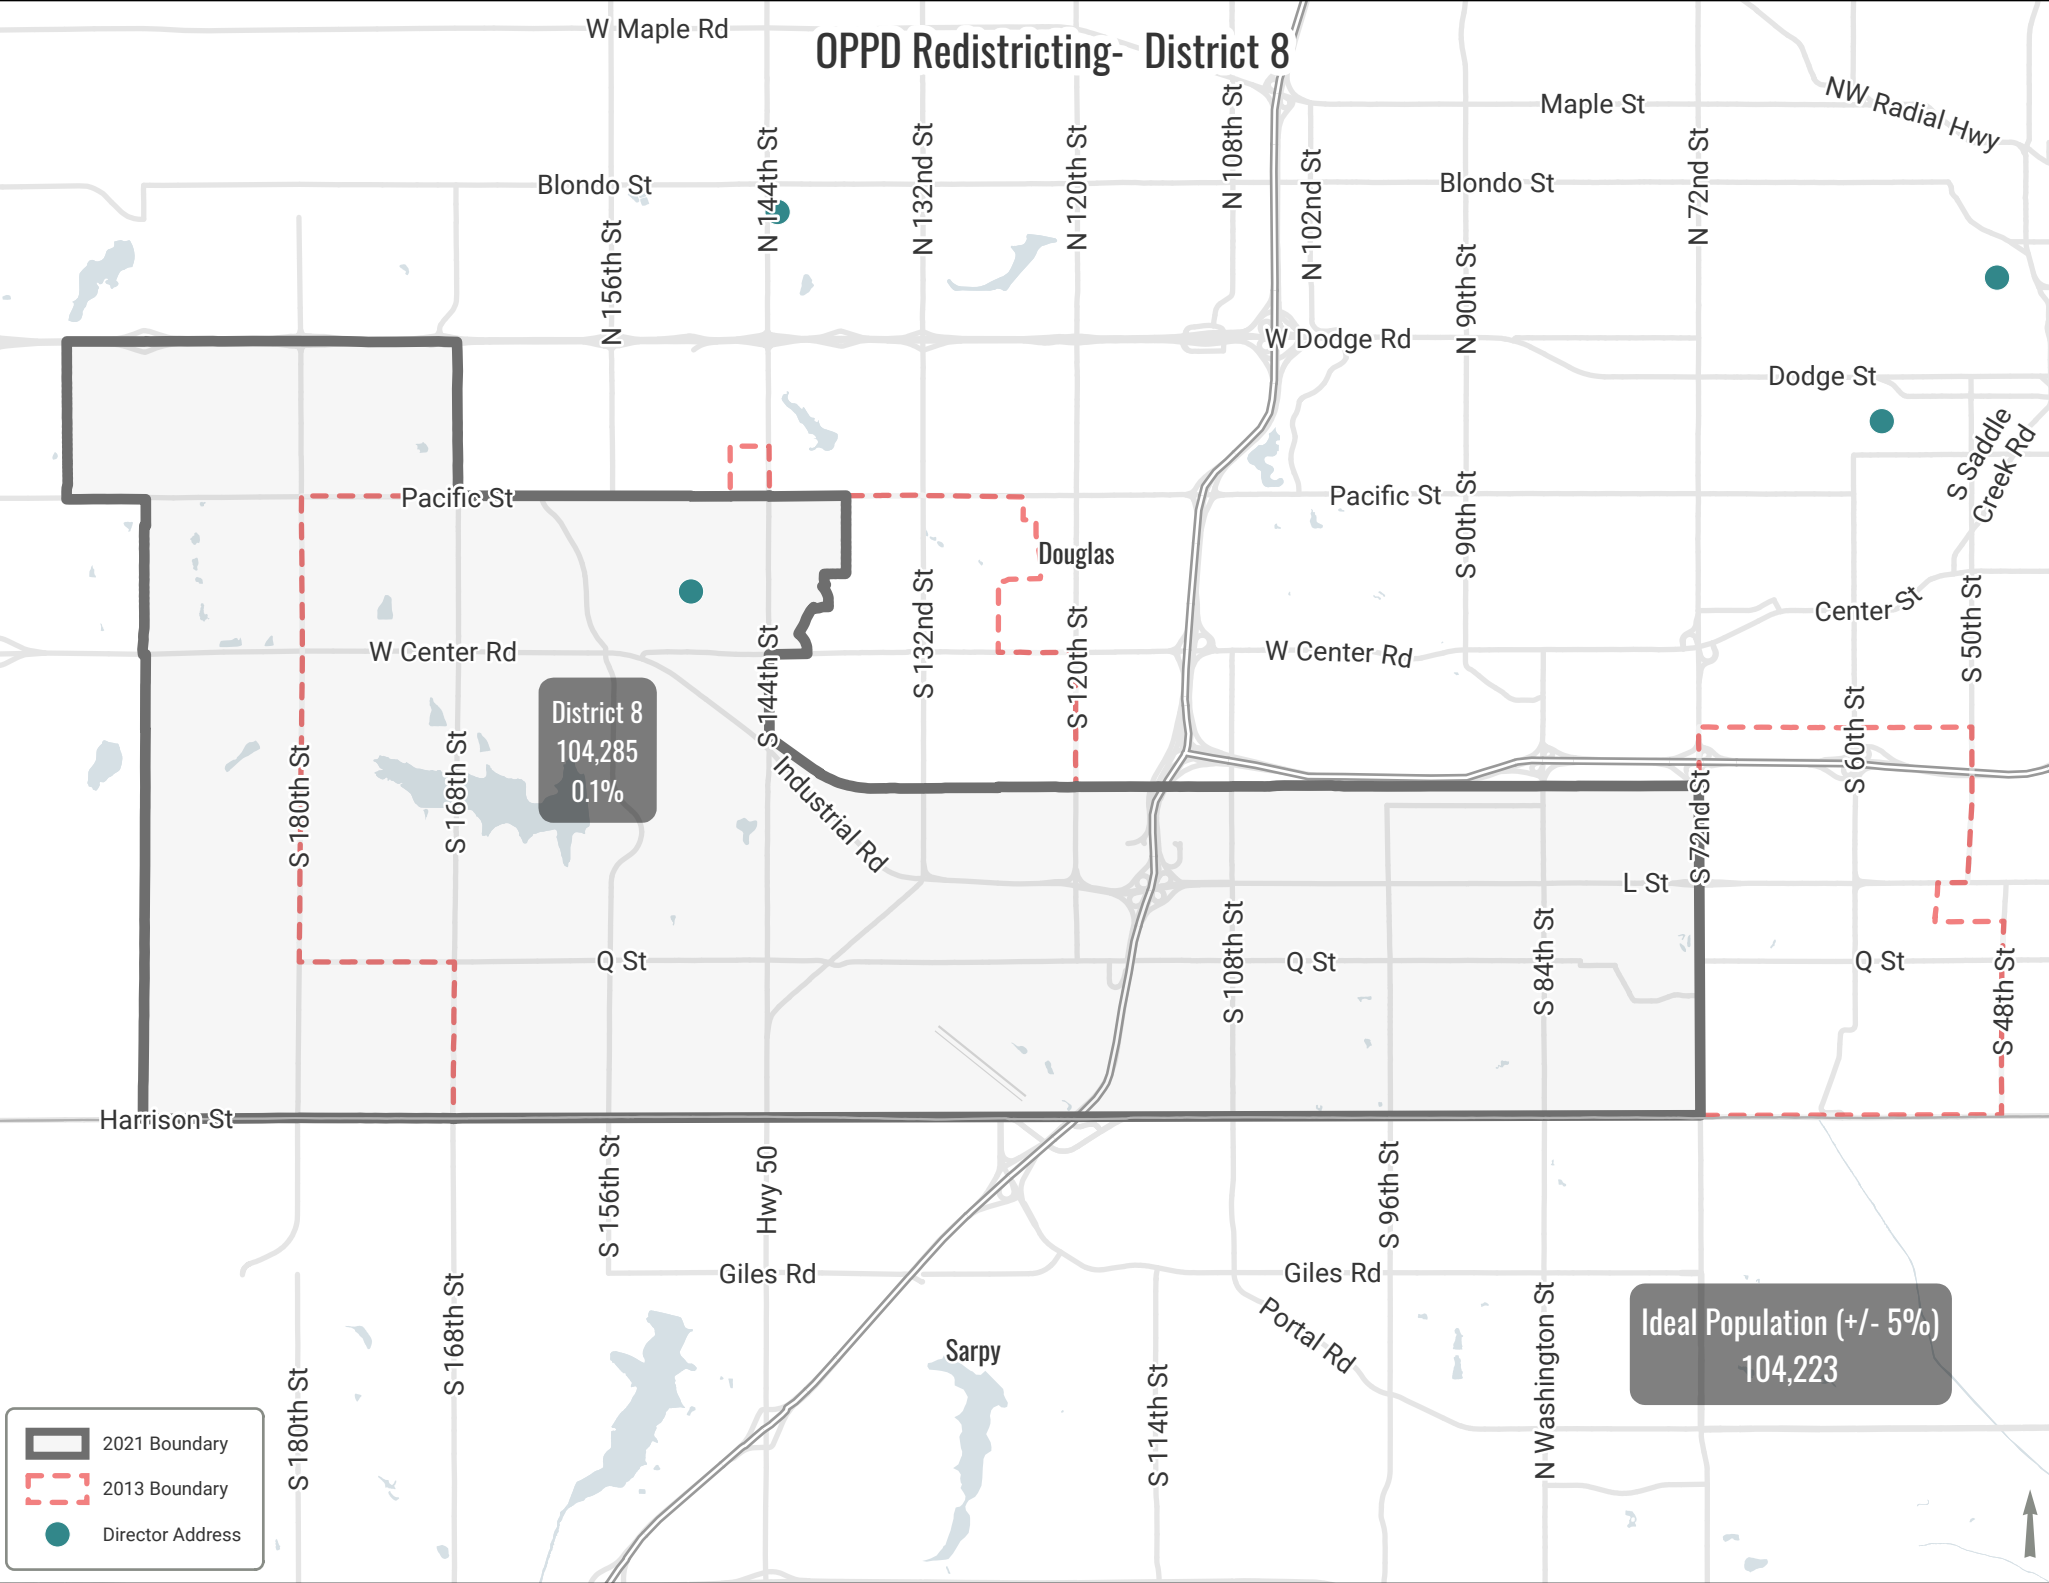 W Maple Rd
OPPD Redistricting-  District 8
Maple St
NW Radial Hwy
N 108th St
N 144th St
N 132nd St
N 120th St
N 102nd St
N 72nd St
Blondo St
Blondo St
N 156th St
N 90th St
W Dodge Rd
Dodge St
S Saddle
Creek Rd
Pacific St
Pacific St
S 90th St
Douglas
S 132nd St
S 120th St
S 144th St
Center St
S 50th St
W Center Rd
W Center Rd
District 8
104,285
0.1%
S 180th St
S 168th St
Industrial Rd
S 60th St
S 72nd St
L St
S 108th St
S 84th St
Q St
Q St
Q St
S 48th St
Harrison St
S 156th St
Hwy 50
S 96th St
Giles Rd
Giles Rd
S 168th St
S 180th St
Portal Rd
Sarpy
S 114th St
N Washington St
Ideal Population (+/- 5%)
104,223
2021 Boundary
2013 Boundary
Director Address